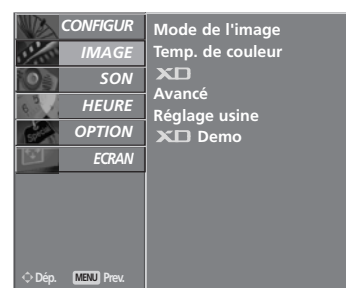 CONFIGUR
IMAGE
SON
HEURE
OPTION
ECRAN
Mode de l'image
Temp. de couleur
XD
Avancé
Réglage usine
XD Demo
Dép. MENU Prev.